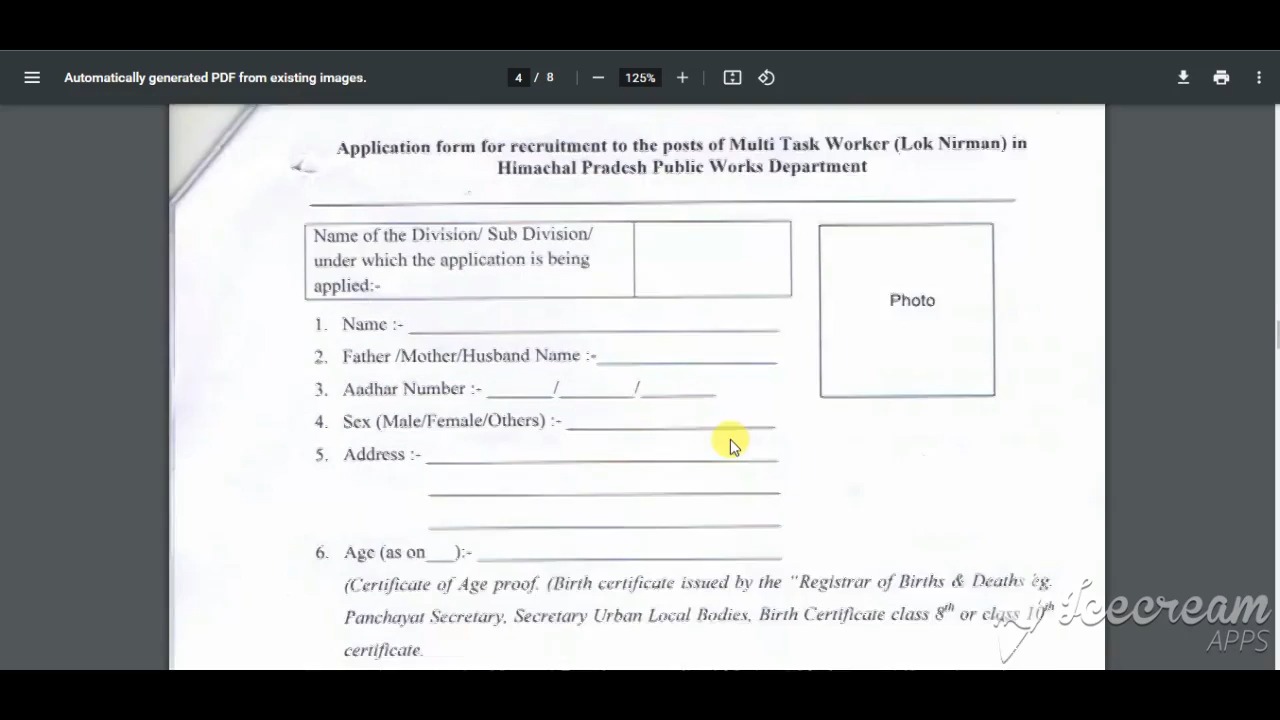 Automatically generated PDF from existing images.
4 / 8
125%
Application form for recruitment to the posts of Multi Task Worker (Lok Nirman) in
Himachal Pradesh Public Works Department
Name of the Division/ Sub Division/
under which the application is being
applied:-
Photo
1. Name :-
2. Father /Mother/Husband Name :-
3. Aadhar Number :- ______/______/______
4. Sex (Male/Female/Others) :-
5. Address :-
6. Age (as on___):-
(Certificate of Age proof. (Birth certificate issued by the "Registrar of Births & Deaths eg.
Panchayat Secretary, Secretary Urban Local Bodies, Birth Certificate class 8th or class 10th
certificate.
Icecream
APPS